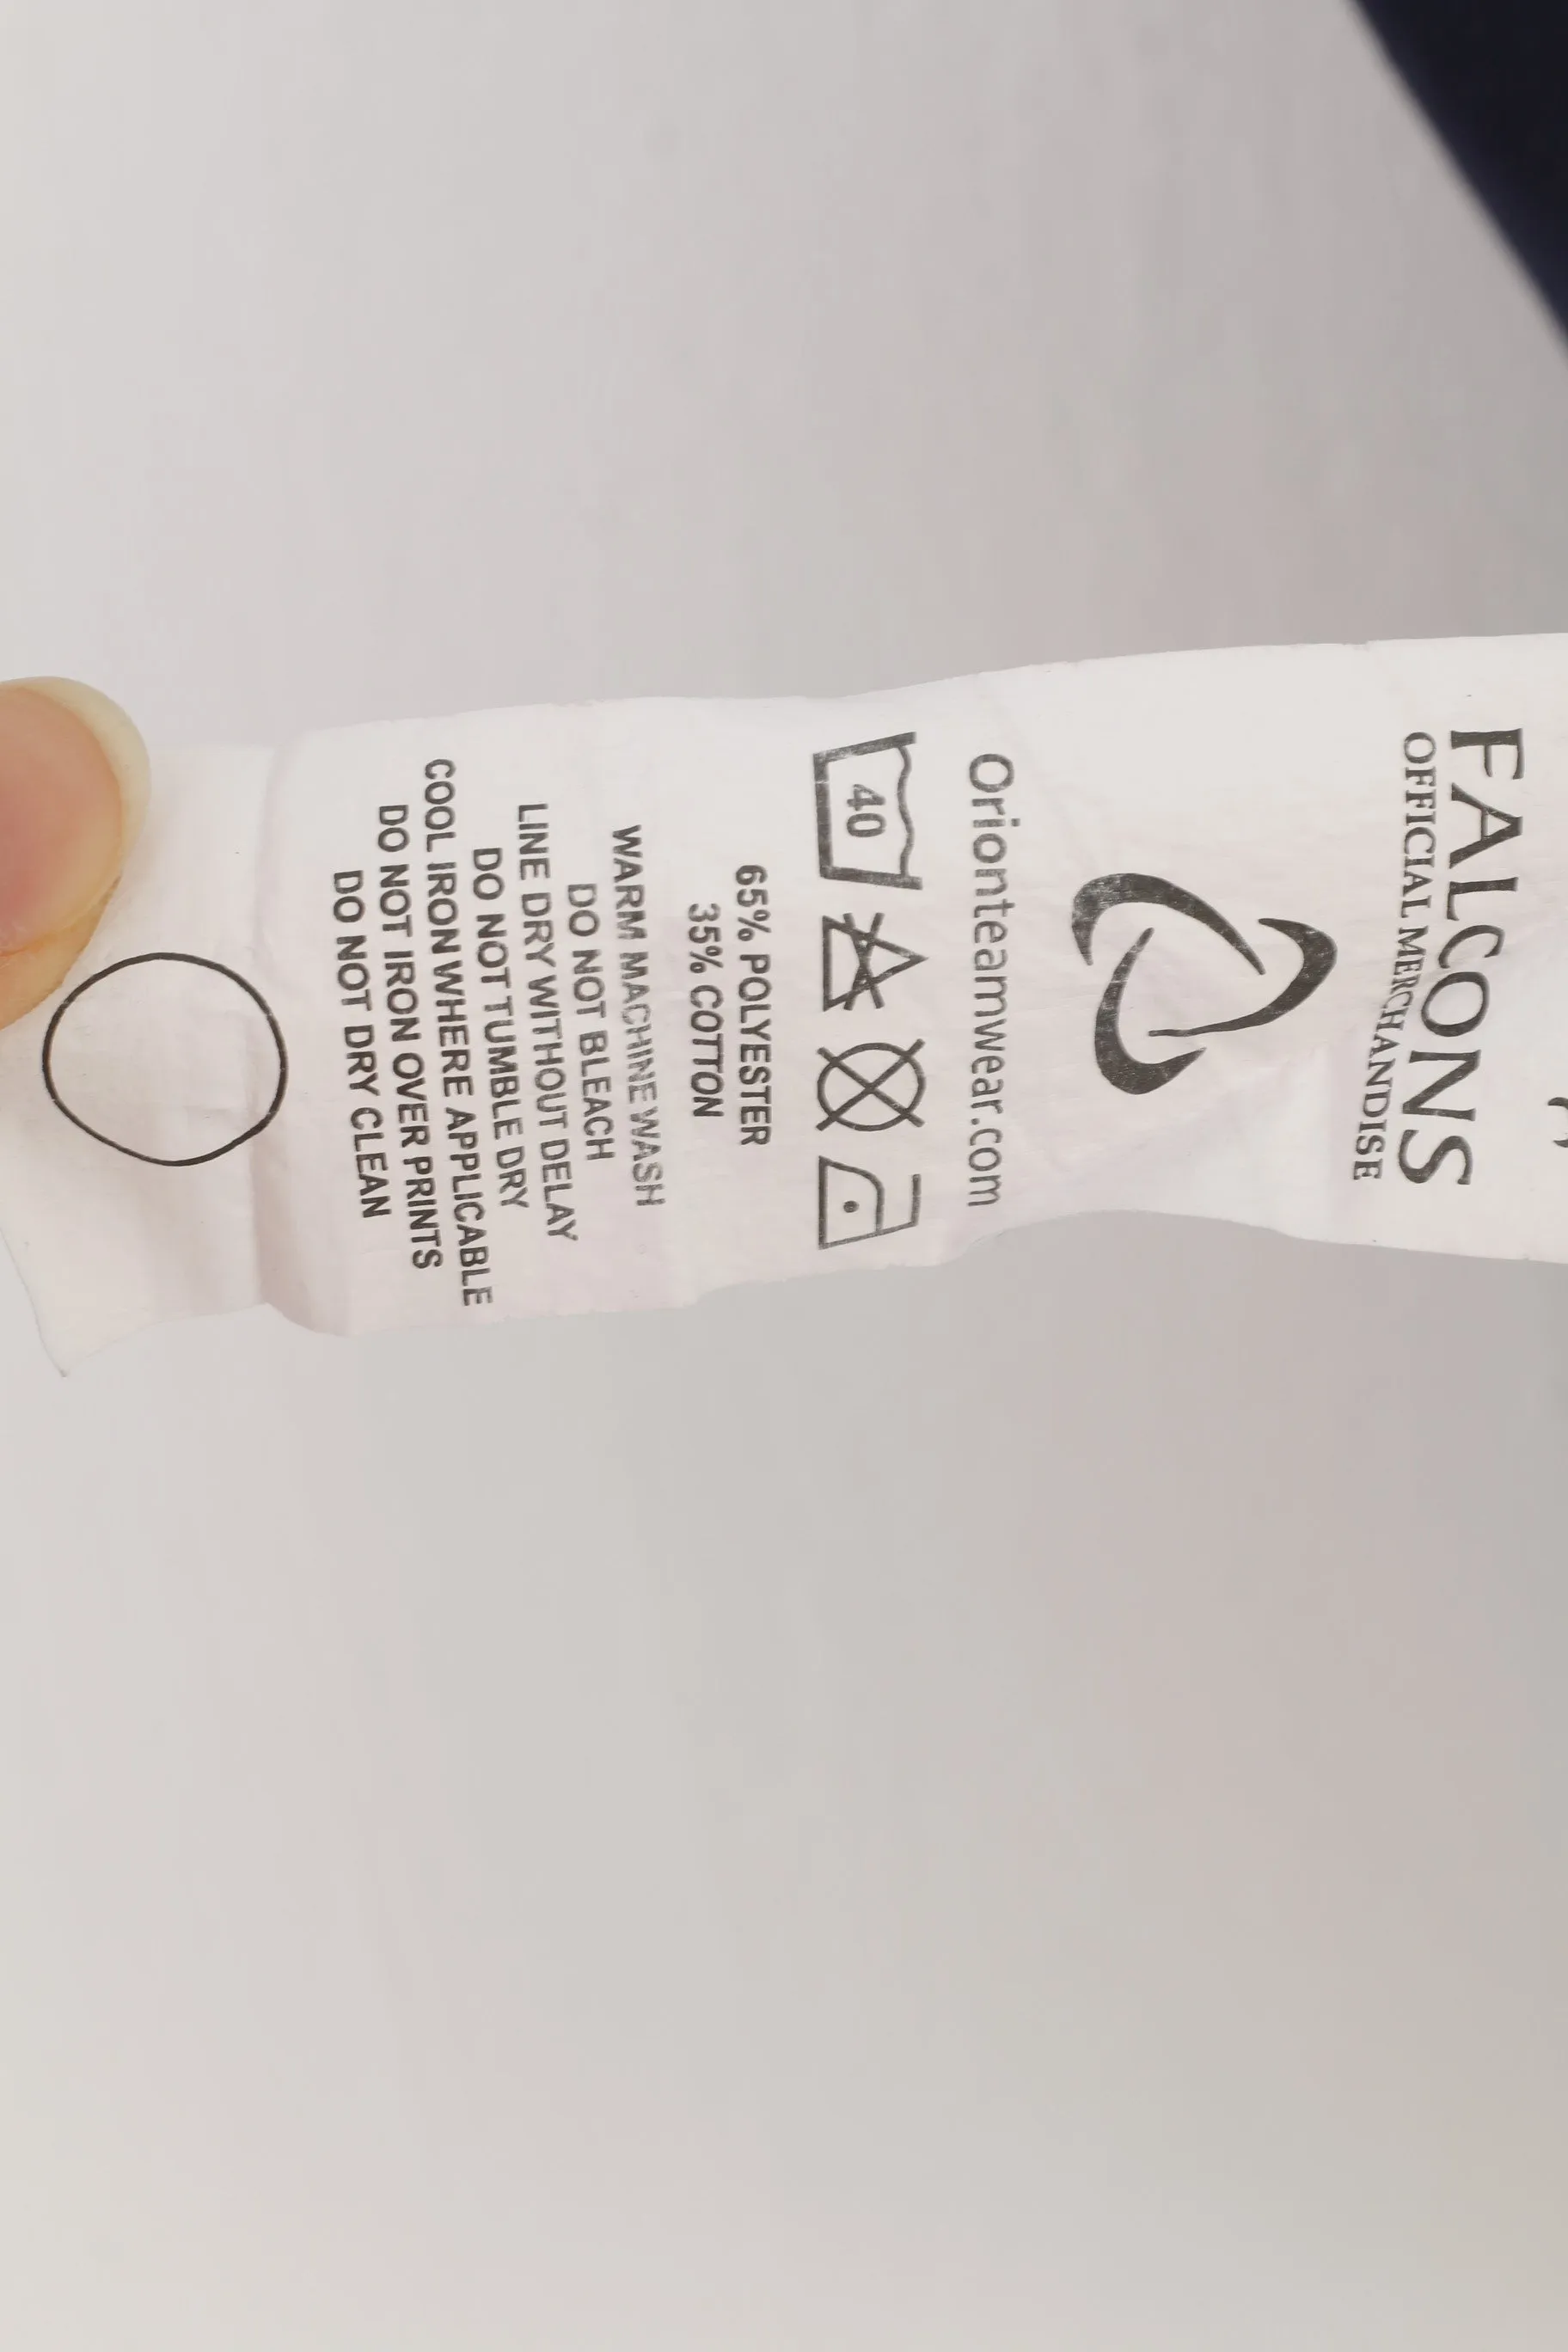 FALCONS
OFFICIAL MERCHANDISE
Orionteamwear.com
40
65% POLYESTER
35% COTTON
WARM MACHINE WASH
DO NOT BLEACH
LINE DRY WITHOUT DELAY
DO NOT TUMBLE DRY
COOL IRON WHERE APPLICABLE
DO NOT IRON OVER PRINTS
DO NOT DRY CLEAN